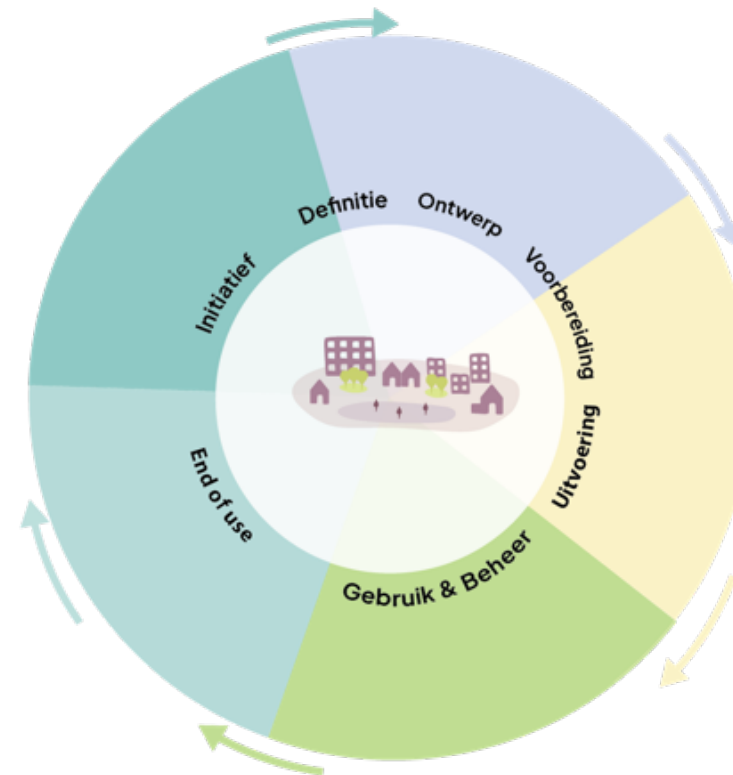 Initiatief
Definitie
Ontwerp
Voorbereiding
Uitvoering
Gebruik & Beheer
End of use